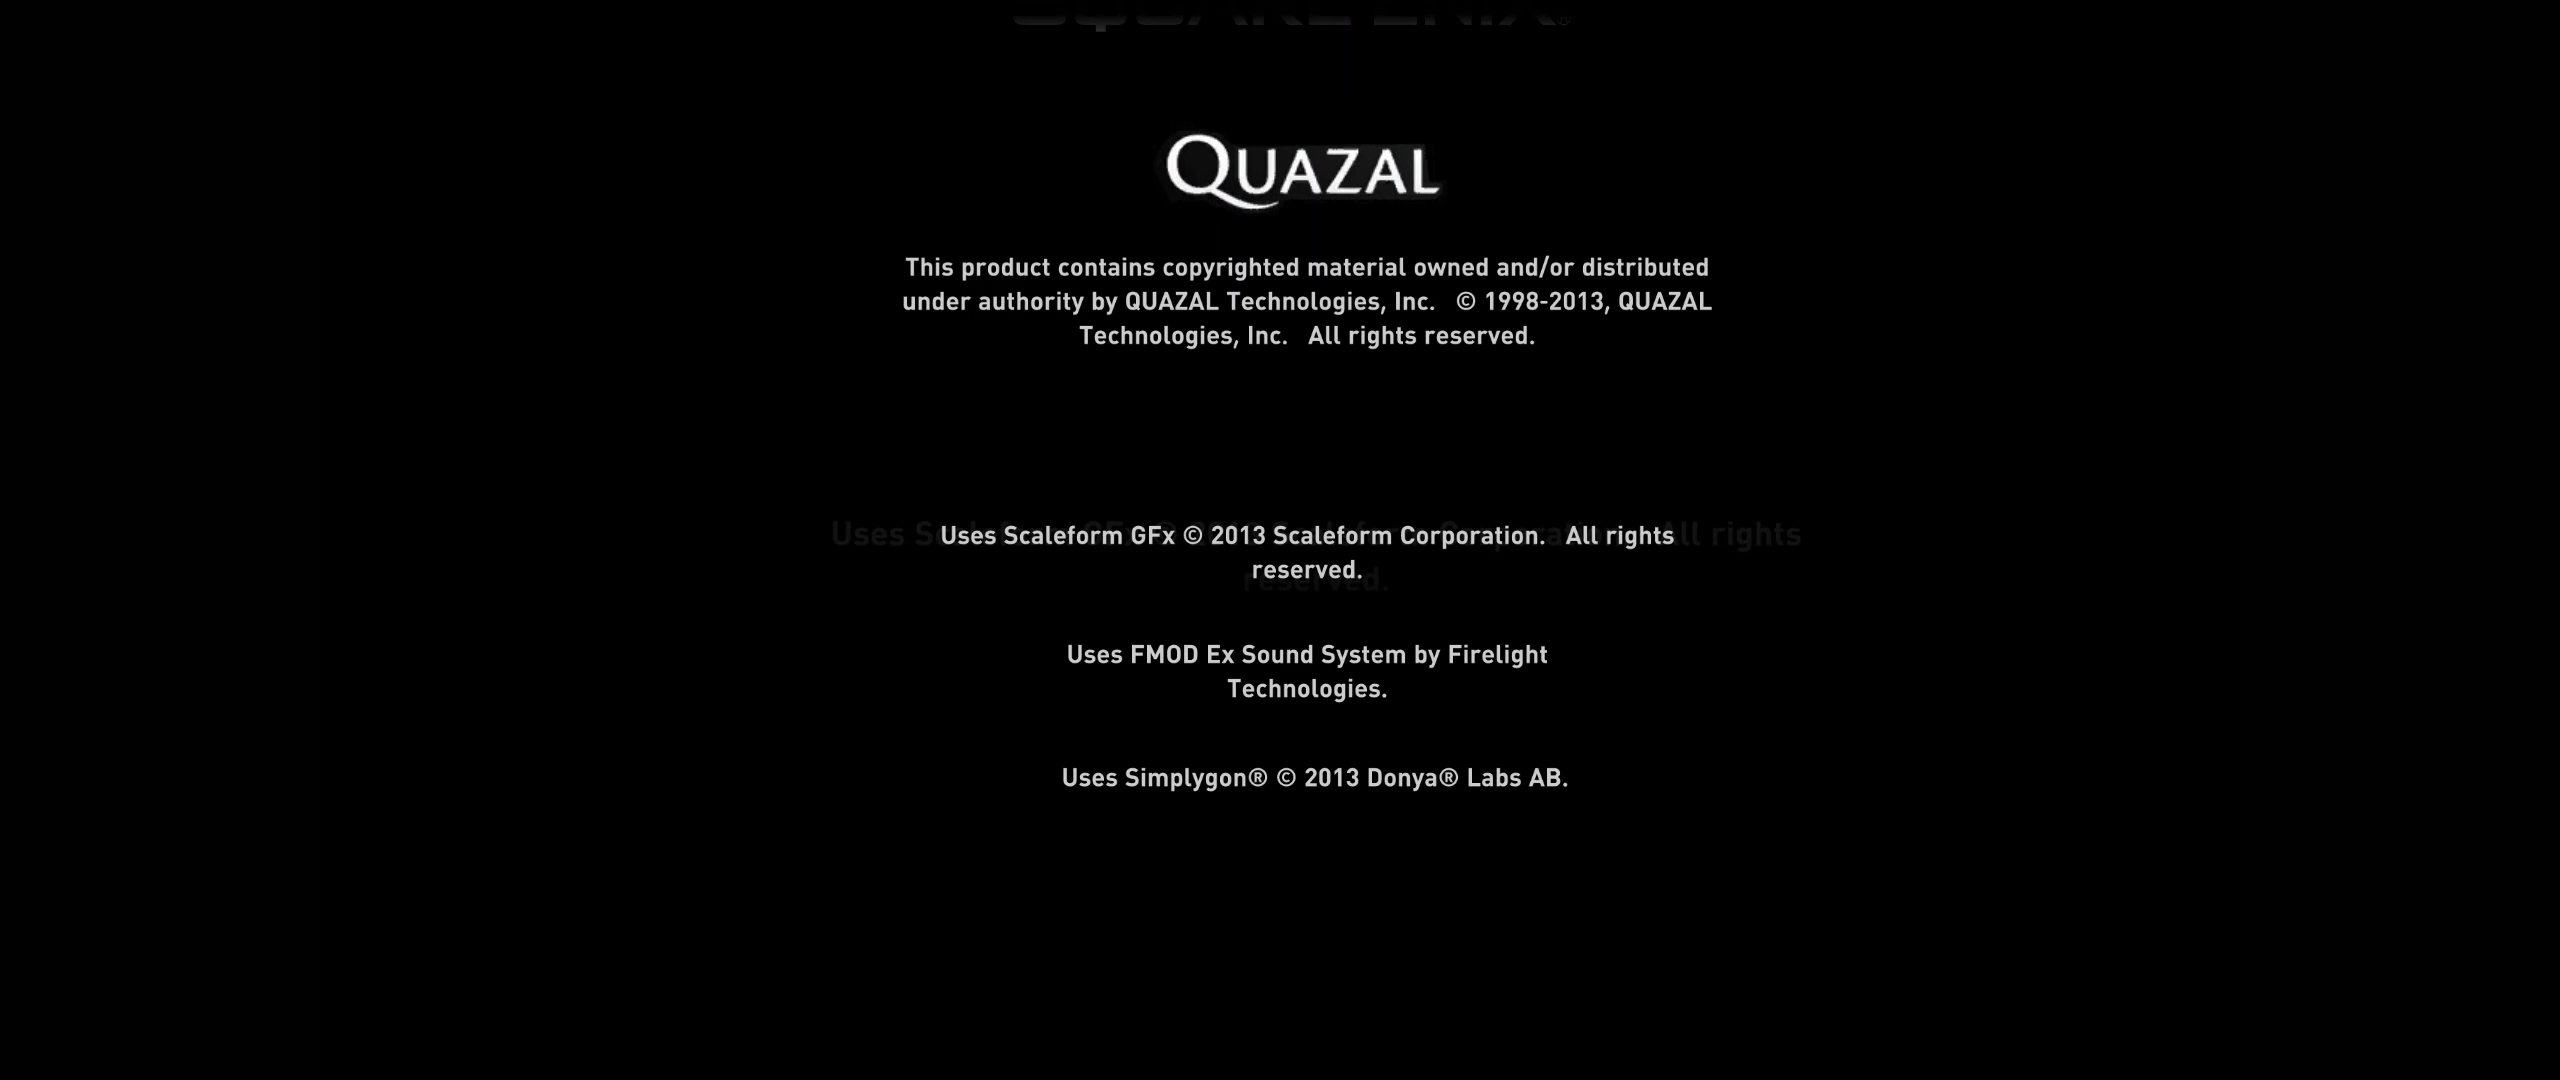 SQUARE ENIX®
QUAZAL
This product contains copyrighted material owned and/or distributed
under authority by QUAZAL Technologies, Inc.   © 1998-2013, QUAZAL
Technologies, Inc.   All rights reserved.
Uses Scaleform GFx © 2013 Scaleform Corporation.   All rights
reserved.
Uses FMOD Ex Sound System by Firelight
Technologies.
Uses Simplygon® © 2013 Donya® Labs AB.